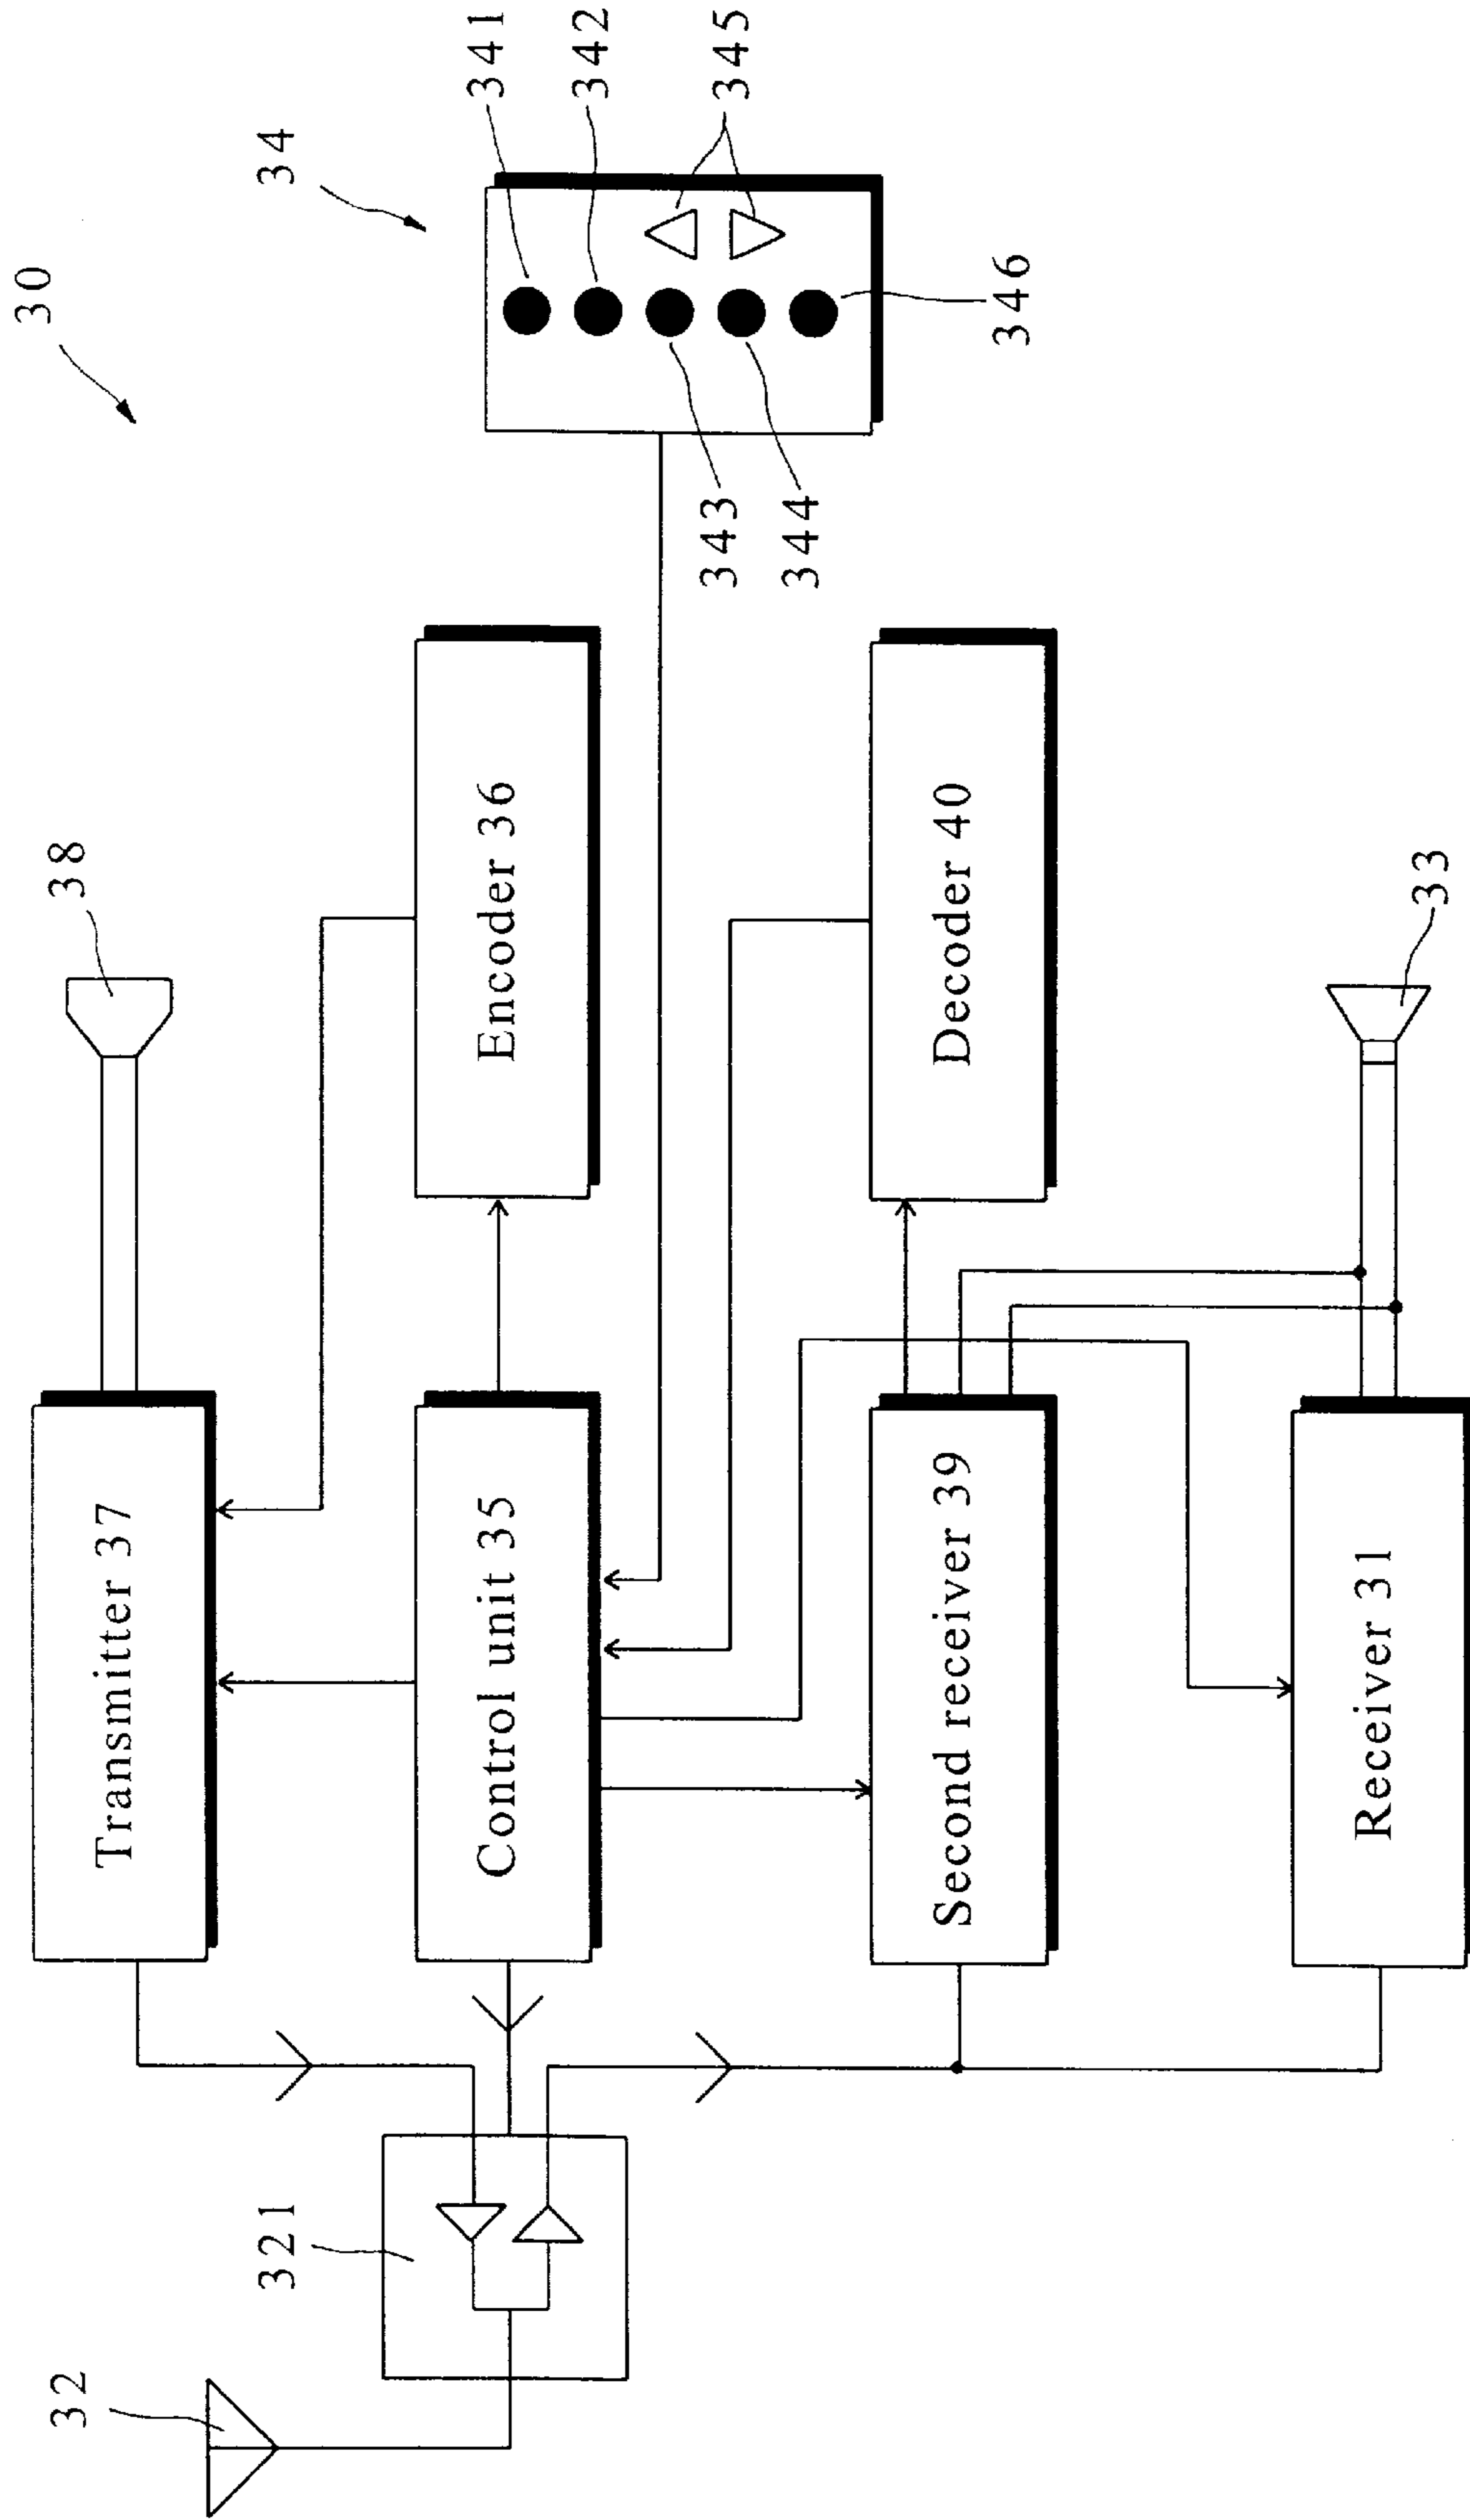 30
34
341
342
345
346
343
344
38
Encoder 36
Decoder 40
33
Transmitter 37
Control unit 35
Second receiver 39
Receiver 31
321
32